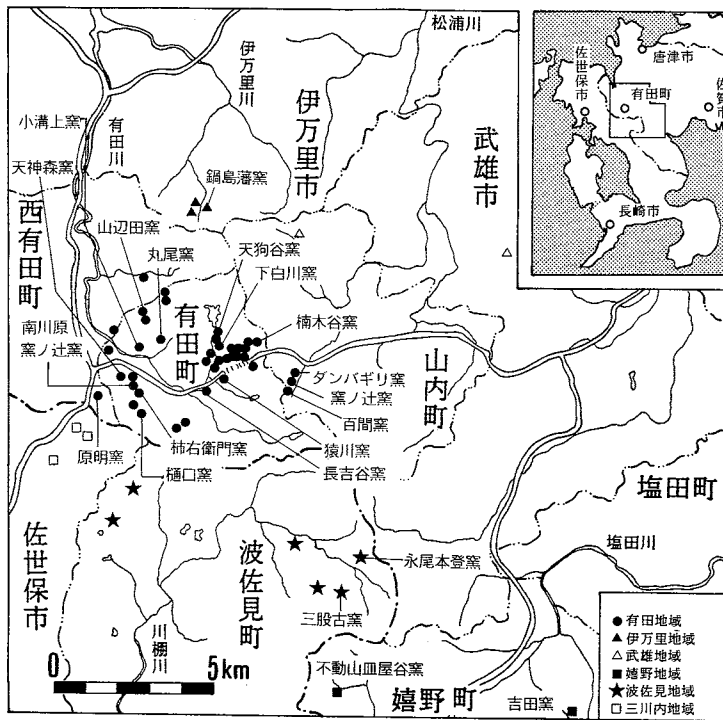 松浦川
伊万里川
有田川
小溝上窯
天神森窯
山辺田窯
丸尾窯
西有田町
伊万里市
武雄市
鍋島藩窯
天狗谷窯
下白川窯
有田町
楠木谷窯
南川原
窯ノ辻窯
山内町
ダンバギリ窯
窯ノ辻窯
百間窯
原明窯
柿右衛門窯
樋口窯
猿川窯
長吉谷窯
塩田町
塩田川
佐世保市
波佐見町
永尾本登窯
三股古窯
川棚川
0 5km
不動山皿屋谷窯
嬉野町
吉田窯
佐世保市
唐津市
有田町
佐賀市
長崎市
● 有田地域
▲ 伊万里地域
△ 武雄地域
■ 嬉野地域
★ 波佐見地域
□ 三川内地域